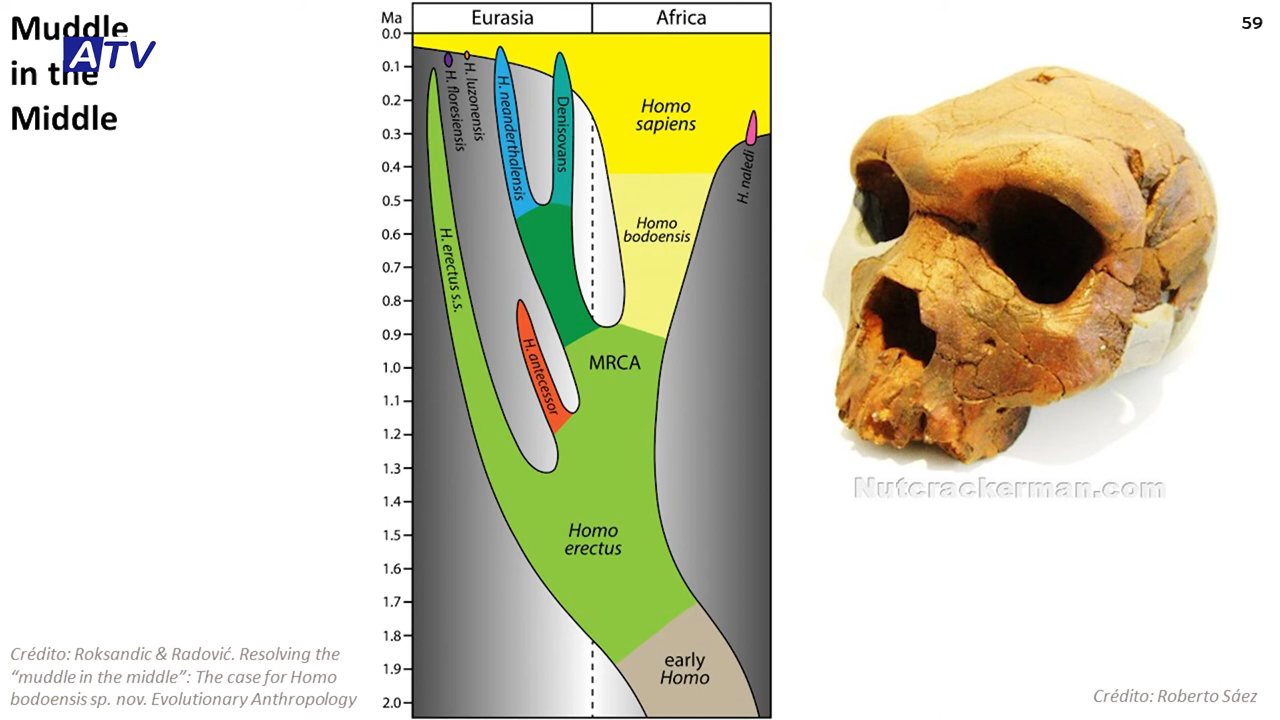 Muddle
in the
Middle
ATV
59
Ma
Eurasia
Africa
0.0
0.1
0.2
0.3
0.4
0.5
0.6
0.7
0.8
0.9
1.0
1.1
1.2
1.3
1.4
1.5
1.6
1.7
1.8
1.9
2.0
H. erectus s.s.
H. floresiensis
H. luzonensis
H. neanderthalensis
Denisovans
H. antecessor
Homo
sapiens
H. naledi
Homo
bodoensis
MRCA
Homo
erectus
early
Homo
Nutcrackerman.com
Crédito: Roksandic & Radović. Resolving the
“muddle in the middle”: The case for Homo
bodoensis sp. nov. Evolutionary Anthropology
Crédito: Roberto Sáez